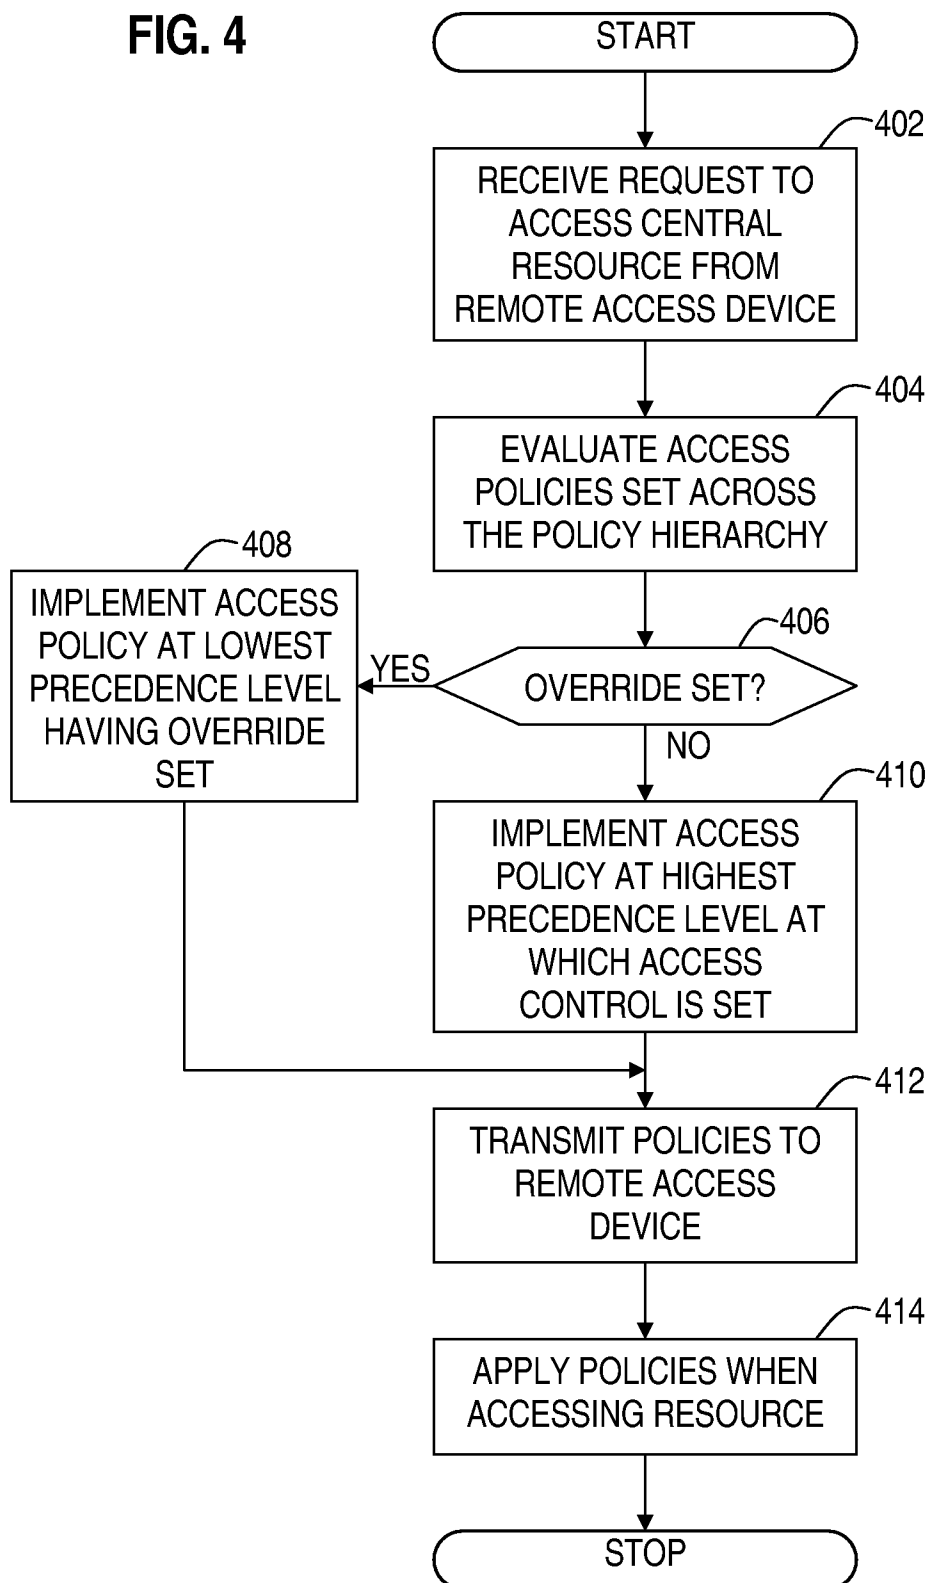 FIG. 4
START
402
RECEIVE REQUEST TO
ACCESS CENTRAL
RESOURCE FROM
REMOTE ACCESS DEVICE
404
EVALUATE ACCESS
POLICIES SET ACROSS
THE POLICY HIERARCHY
406
OVERRIDE SET?
YES
408
IMPLEMENT ACCESS
POLICY AT LOWEST
PRECEDENCE LEVEL
HAVING OVERRIDE
SET
NO
410
IMPLEMENT ACCESS
POLICY AT HIGHEST
PRECEDENCE LEVEL AT
WHICH ACCESS
CONTROL IS SET
412
TRANSMIT POLICIES TO
REMOTE ACCESS
DEVICE
414
APPLY POLICIES WHEN
ACCESSING RESOURCE
STOP